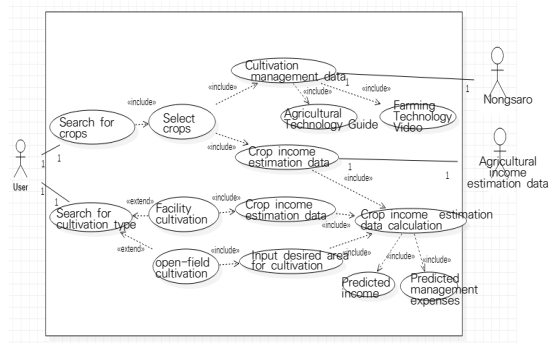 Cultivation
management data
«include»
1
«include»
«include»
1
Nongsaro
Search for
crops
«include»
Select
crops
Agricultural
Technology Guide
Farming
Technology
Video
«include»
Crop income
estimation data
1
1
Agricultural
income
estimation data
User
1
1
1
1
«include»
Search for
cultivation type
«extend»
Facility
cultivation
«include»
Crop income
estimation data
«include»
Crop income estimation
data calculation
«extend»
open-field
cultivation
«include»
Input desired area
for cultivation
«include»
«include»
«include»
Predicted
income
Predicted
management
expenses